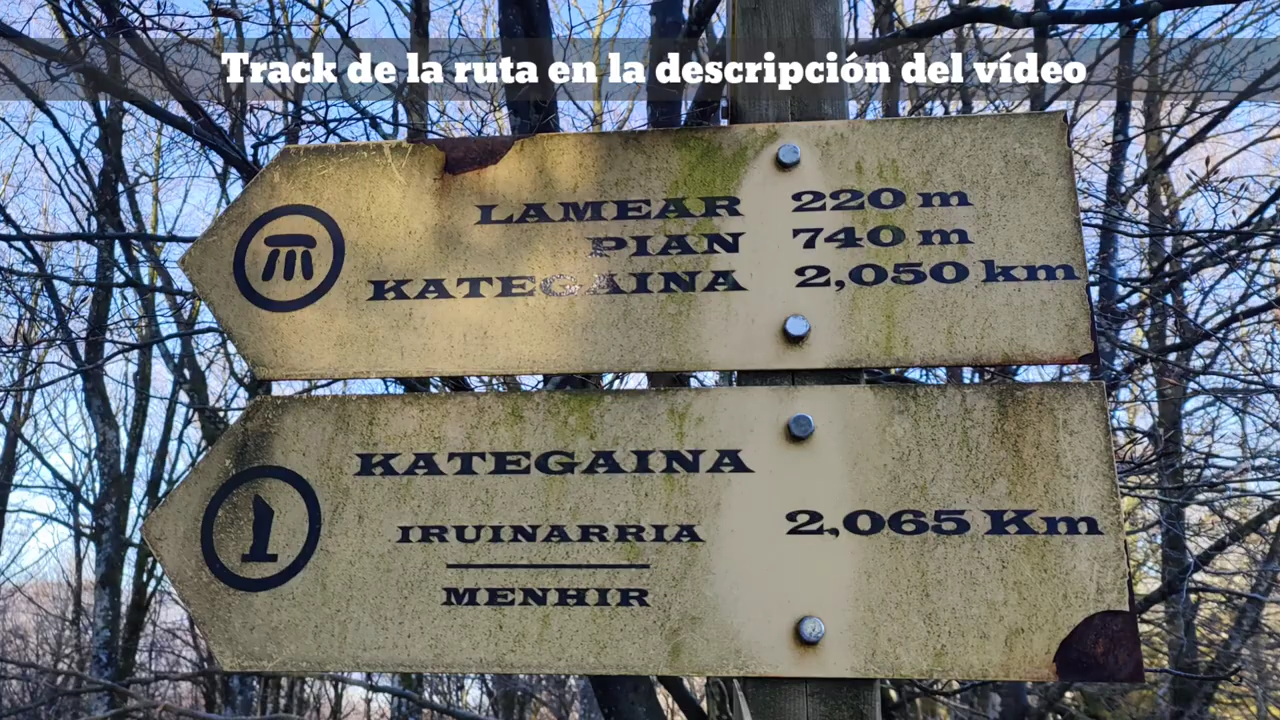 Track de la ruta en la descripción del vídeo
LAMEAR 220 m
PIAN 740 m
KATEGAINA 2,050 km
KATEGAINA
IRUINARRIA 2,065 Km
MENHIR